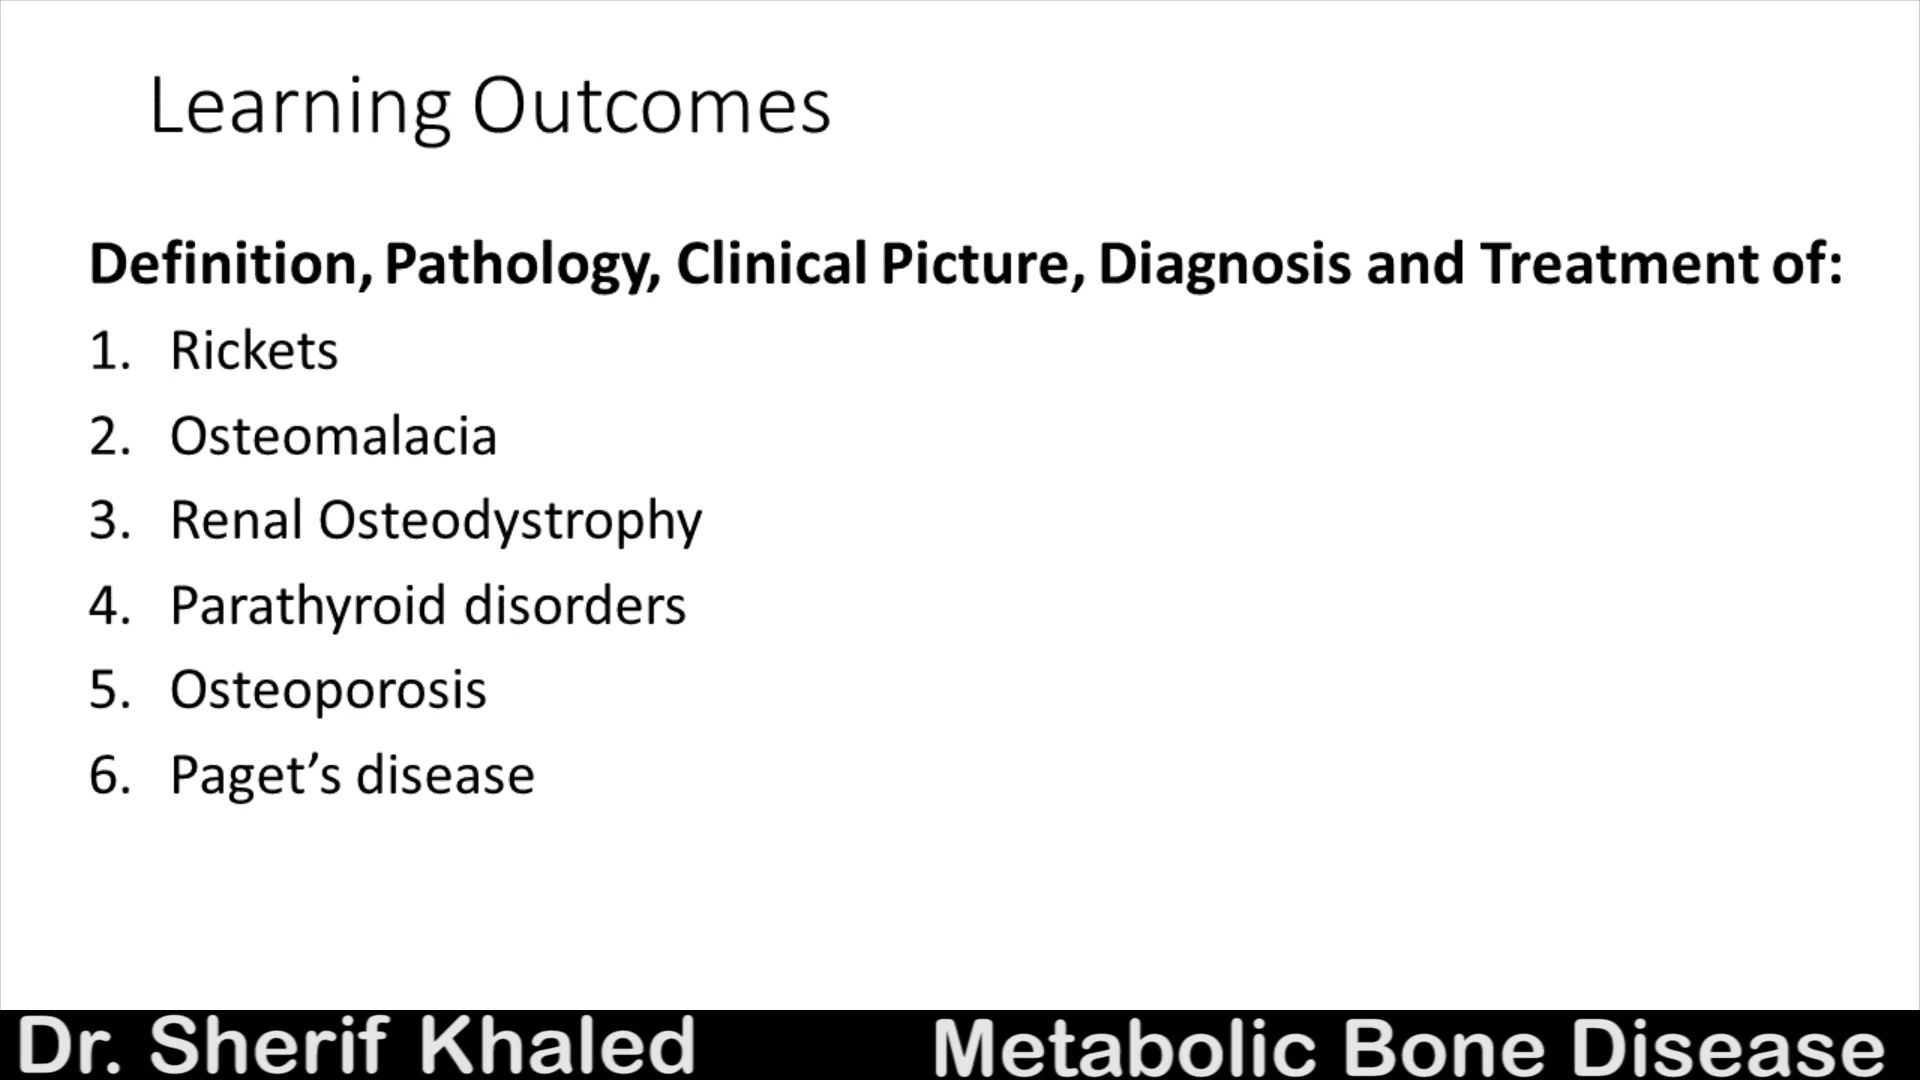 Learning Outcomes
Definition, Pathology, Clinical Picture, Diagnosis and Treatment of:
1. Rickets
2. Osteomalacia
3. Renal Osteodystrophy
4. Parathyroid disorders
5. Osteoporosis
6. Paget’s disease
Dr. Sherif Khaled
Metabolic Bone Disease